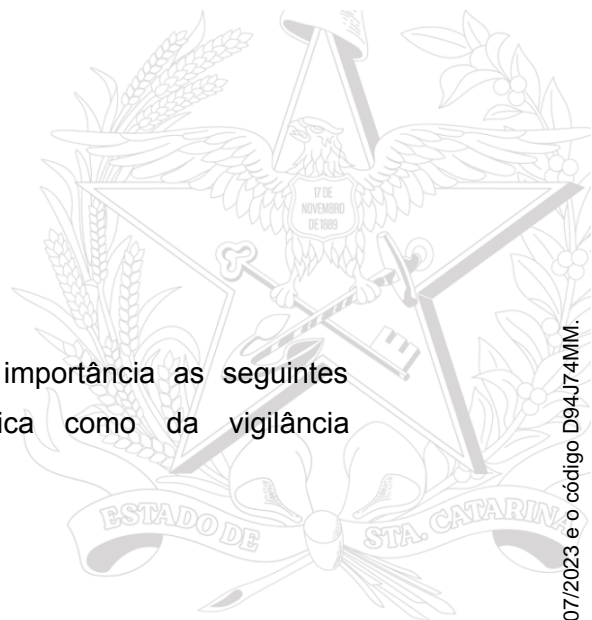 17 DE
NOVEMBRO
DE 1889
importância as seguintes
como da vigilância
ESTADO DE
STA. CATARINA
07/2023 e o código D94J74MM.